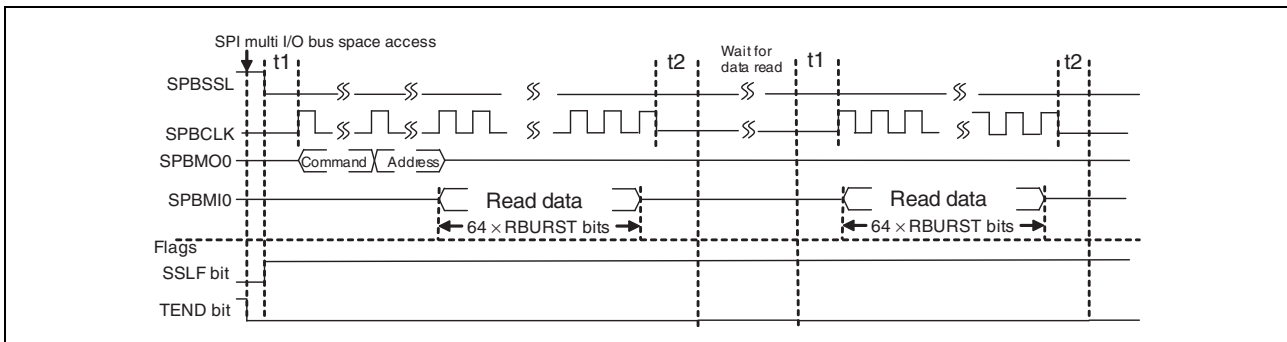 SPI multi I/O bus space access
t1 t2 Wait for data read t1 t2
SPBSSL
SPBCLK
SPBMO0 Command Address
SPBMI0 Read data Read data
64 × RBURST bits 64 × RBURST bits
Flags
SSLF bit
TEND bit